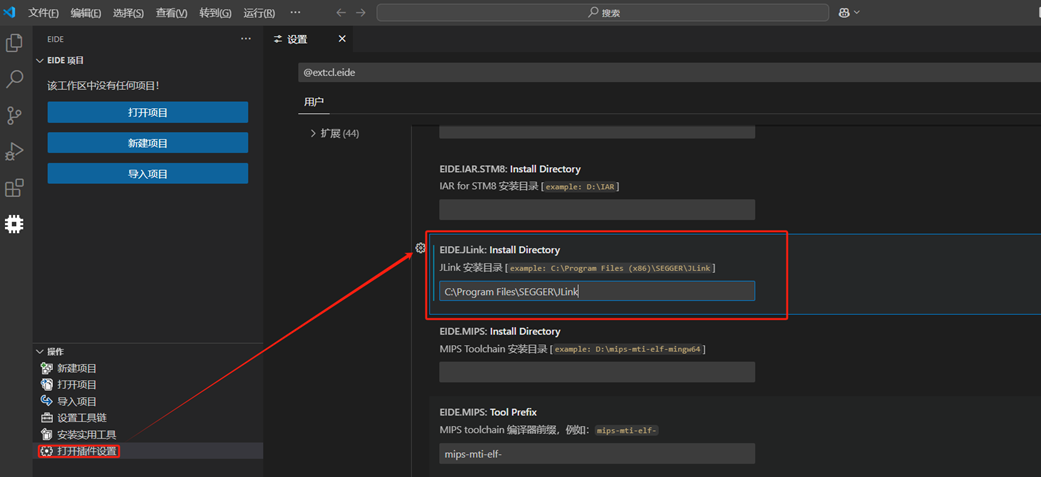 文件(F) 编辑(E) 选择(S) 查看(V) 转到(G) 运行(R) ··· 搜索
EIDE ···
设置
EIDE 项目
该工作区中没有任何项目!
打开项目
新建项目
导入项目
@ext:cl.eide
用户
扩展 (44)
EIDE.IAR.STM8: Install Directory
IAR for STM8 安装目录 [example: D:\IAR]
EIDE.JLink: Install Directory
JLink 安装目录 [example: C:\Program Files (x86)\SEGGER\JLink]
C:\Program Files\SEGGER\JLink
EIDE.MIPS: Install Directory
MIPS Toolchain 安装目录 [example: D:\mips-mti-elf-mingw64]
EIDE.MIPS: Tool Prefix
MIPS toolchain 编译器前缀，例如: mips-mti-elf-
mips-mti-elf-
操作
新建项目
打开项目
导入项目
设置工具链
安装实用工具
打开插件设置